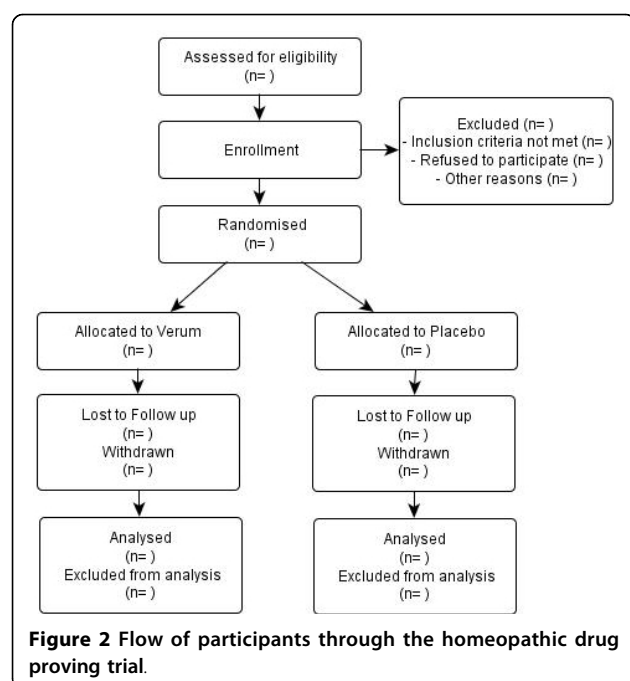 Assessed for eligibility
(n= )
Enrollment
Excluded (n= )
- Inclusion criteria not met (n= )
- Refused to participate (n= )
- Other reasons (n= )
Randomised
(n= )
Allocated to Verum
(n= )
Allocated to Placebo
(n= )
Lost to Follow up
(n= )
Withdrawn
(n= )
Lost to Follow up
(n= )
Withdrawn
(n= )
Analysed
(n= )
Excluded from analysis
(n= )
Analysed
(n= )
Excluded from analysis
(n= )
Figure 2 Flow of participants through the homeopathic drug
proving trial.